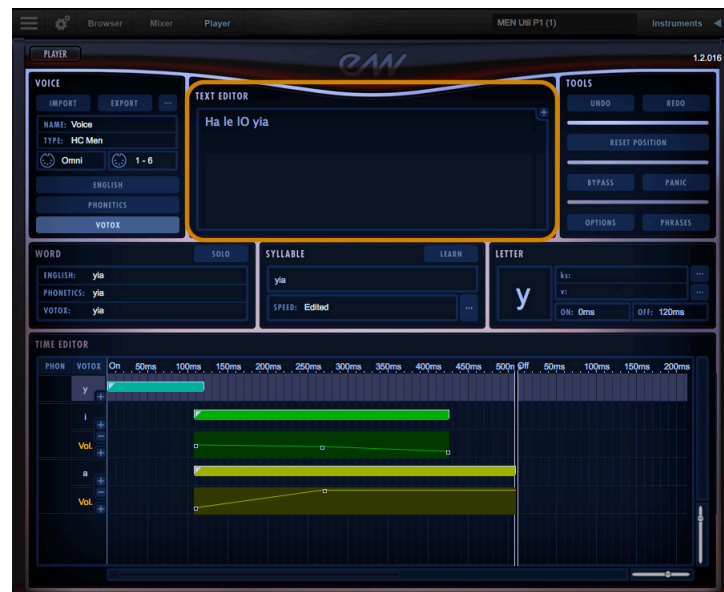 Browser Mixer Player MEN Util P1 (1) Instruments
PLAYER
eaw
1.2.016
VOICE
IMPORT EXPORT ...
NAME: Voice
TYPE: HC Men
Omni 1 - 6
ENGLISH
PHONETICS
VOTOX
TEXT EDITOR
Ha le IO yia
+
TOOLS
UNDO REDO
RESET POSITION
BYPASS PANIC
OPTIONS PHRASES
WORD SOLO
ENGLISH: yia
PHONETICS: yia
VOTOX: yia
SYLLABLE LEARN
yia
SPEED: Edited ...
LETTER
y
ks: ...
v: ...
ON: 0ms OFF: 120ms
TIME EDITOR
PHON VOTOX On 50ms 100ms 150ms 200ms 250ms 300ms 350ms 400ms 450ms 500m Off 50ms 100ms 150ms 200ms
y +
i +
Vol. - +
a +
Vol. - +